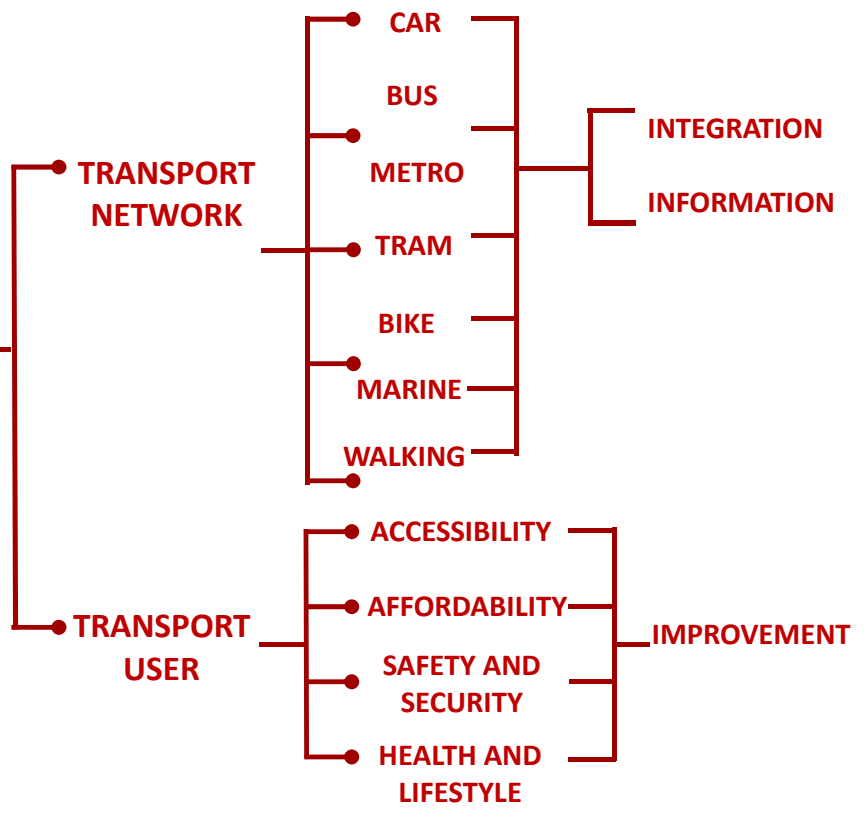 TRANSPORT
NETWORK
CAR
BUS
METRO
TRAM
BIKE
MARINE
WALKING
INTEGRATION
INFORMATION
TRANSPORT
USER
ACCESSIBILITY
AFFORDABILITY
SAFETY AND
SECURITY
HEALTH AND
LIFESTYLE
IMPROVEMENT